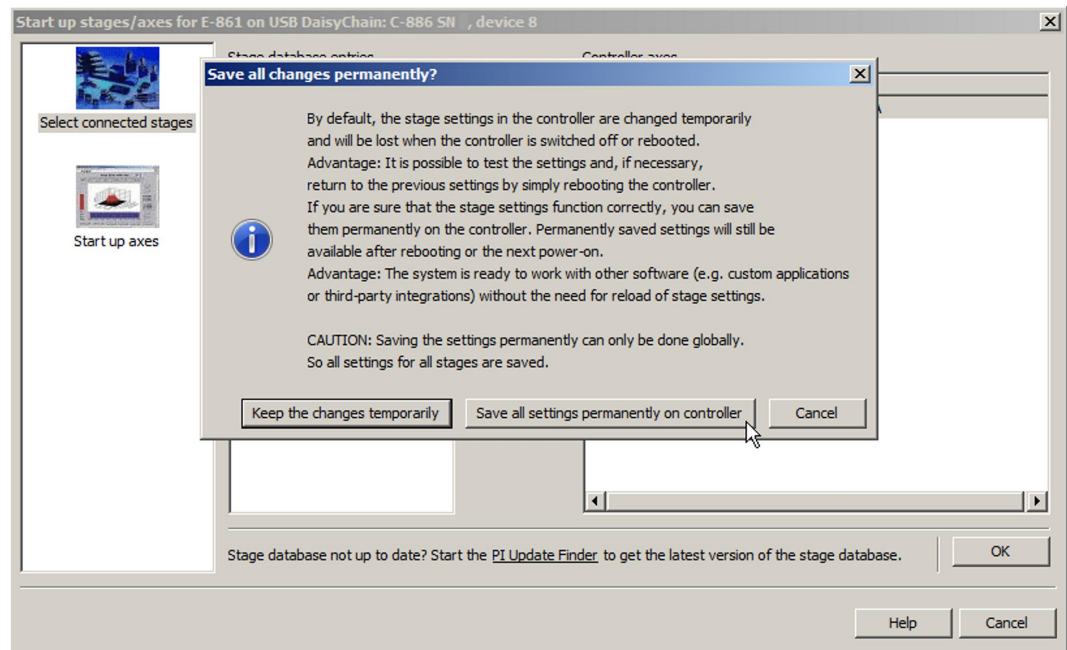 Start up stages/axes for E-861 on USB DaisyChain: C-886 SN , device 8
Select connected stages
Start up axes
Stage database entries
Controller axes
Save all changes permanently?
By default, the stage settings in the controller are changed temporarily
and will be lost when the controller is switched off or rebooted.
Advantage: It is possible to test the settings and, if necessary,
return to the previous settings by simply rebooting the controller.
If you are sure that the stage settings function correctly, you can save
them permanently on the controller. Permanently saved settings will still be
available after rebooting or the next power-on.
Advantage: The system is ready to work with other software (e.g. custom applications
or third-party integrations) without the need for reload of stage settings.
CAUTION: Saving the settings permanently can only be done globally.
So all settings for all stages are saved.
Keep the changes temporarily
Save all settings permanently on controller
Cancel
Stage database not up to date? Start the PI Update Finder to get the latest version of the stage database.
OK
Help
Cancel